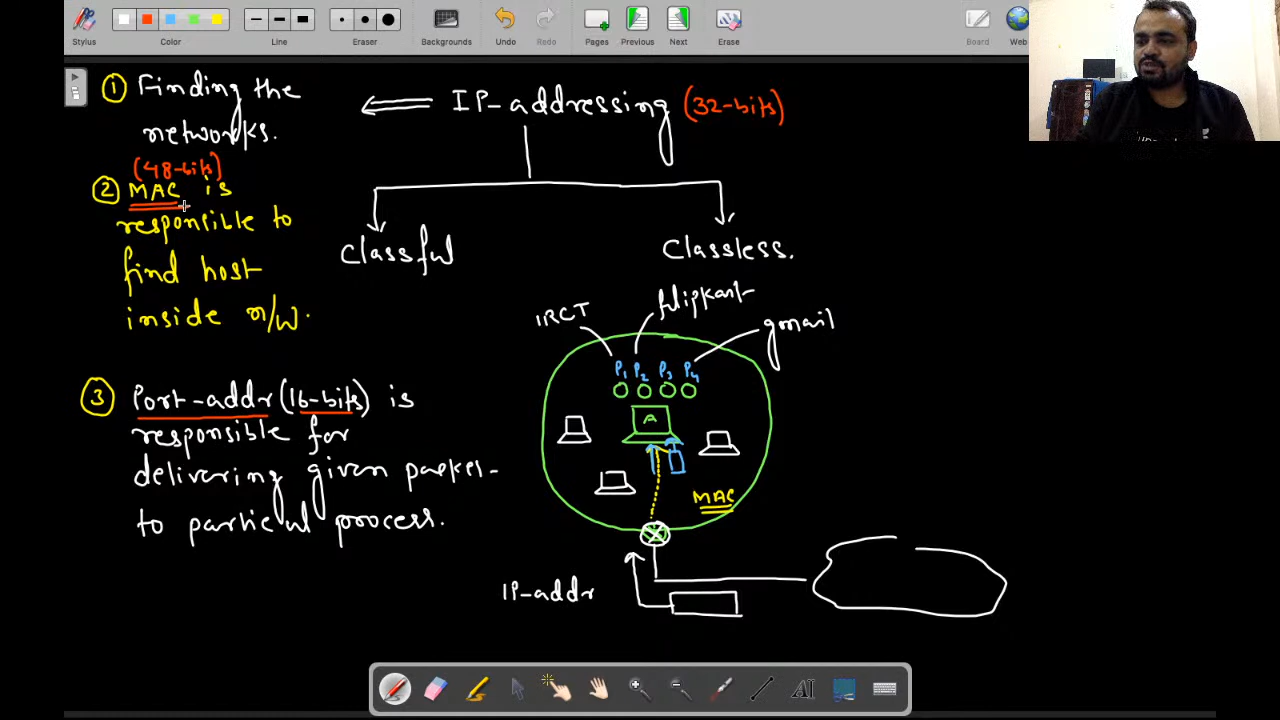 Stylus
Color
Line
Eraser
Backgrounds
Undo
Redo
Pages
Previous
Next
Erase
Board
Web
① Finding the
networks.
⇐ IP-addressing (32-bits)
Classful
Classless.
(48-bits)
② MAC is
responsible to
find host
inside n/w.
③ Port-addr (16-bits) is
responsible for
delivering given packet
to particul process.
IRCT
flipkart
gmail
P1 P2 P3 P4
A
MAC
IP-addr